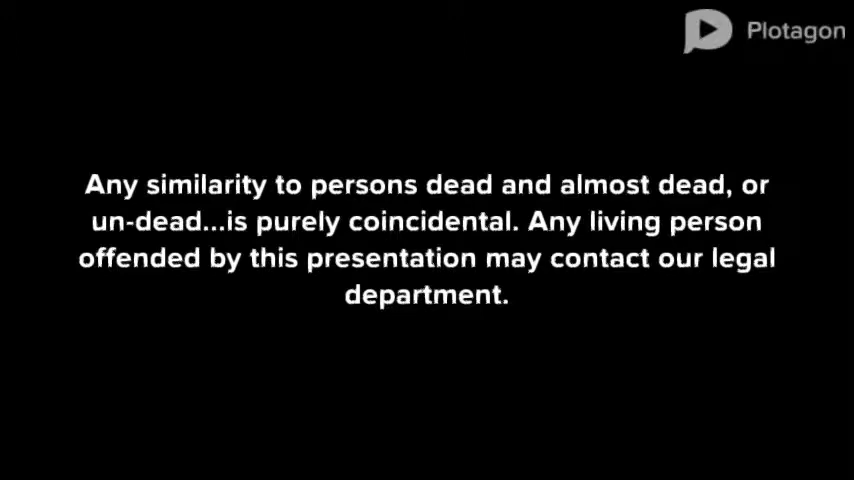 Plotagon
Any similarity to persons dead and almost dead, or
un-dead...is purely coincidental. Any living person
offended by this presentation may contact our legal
department.